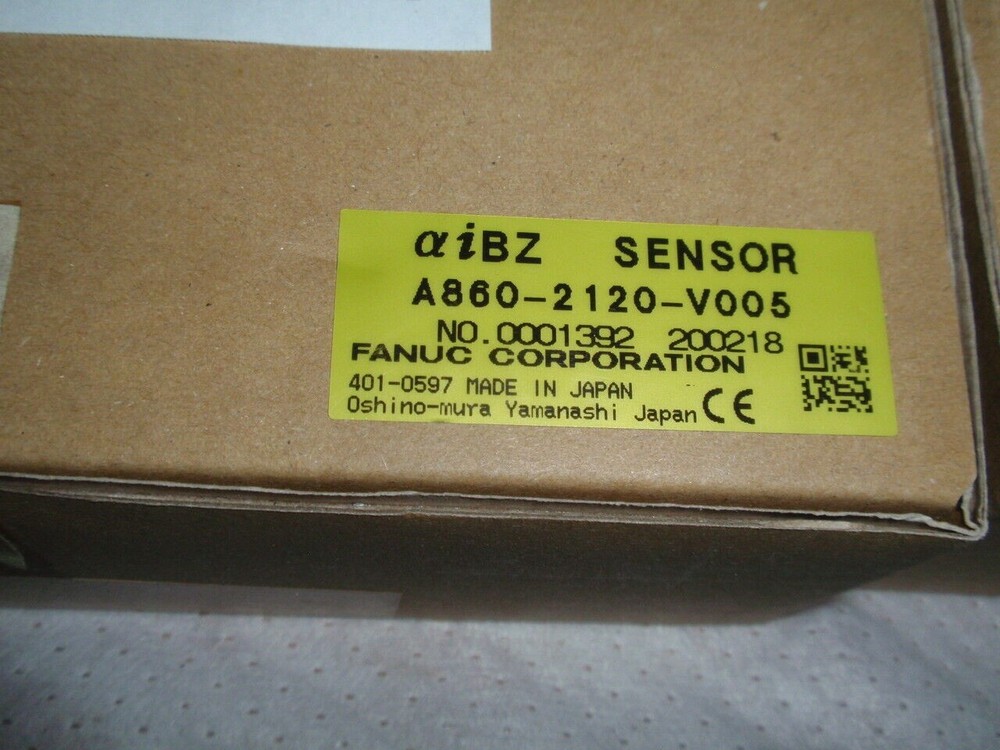 αiBZ SENSOR
A860-2120-V005
NO.0001392 200218
FANUC CORPORATION
401-0597 MADE IN JAPAN
Oshino-mura Yamanashi Japan CE